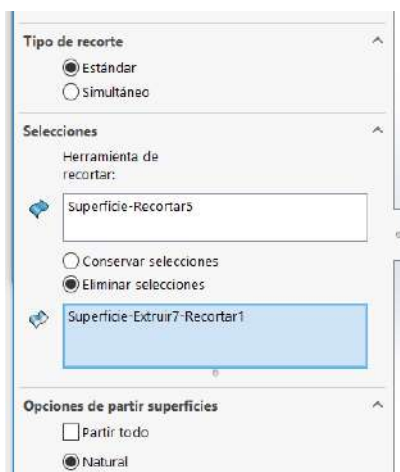 Tipo de recorte
Estándar
Simultáneo
Selecciones
Herramienta de
recortar:
Superficie-Recortar5
Conservar selecciones
Eliminar selecciones
Superficie-Extruir7-Recortar1
Opciones de partir superficies
Partir todo
Natural